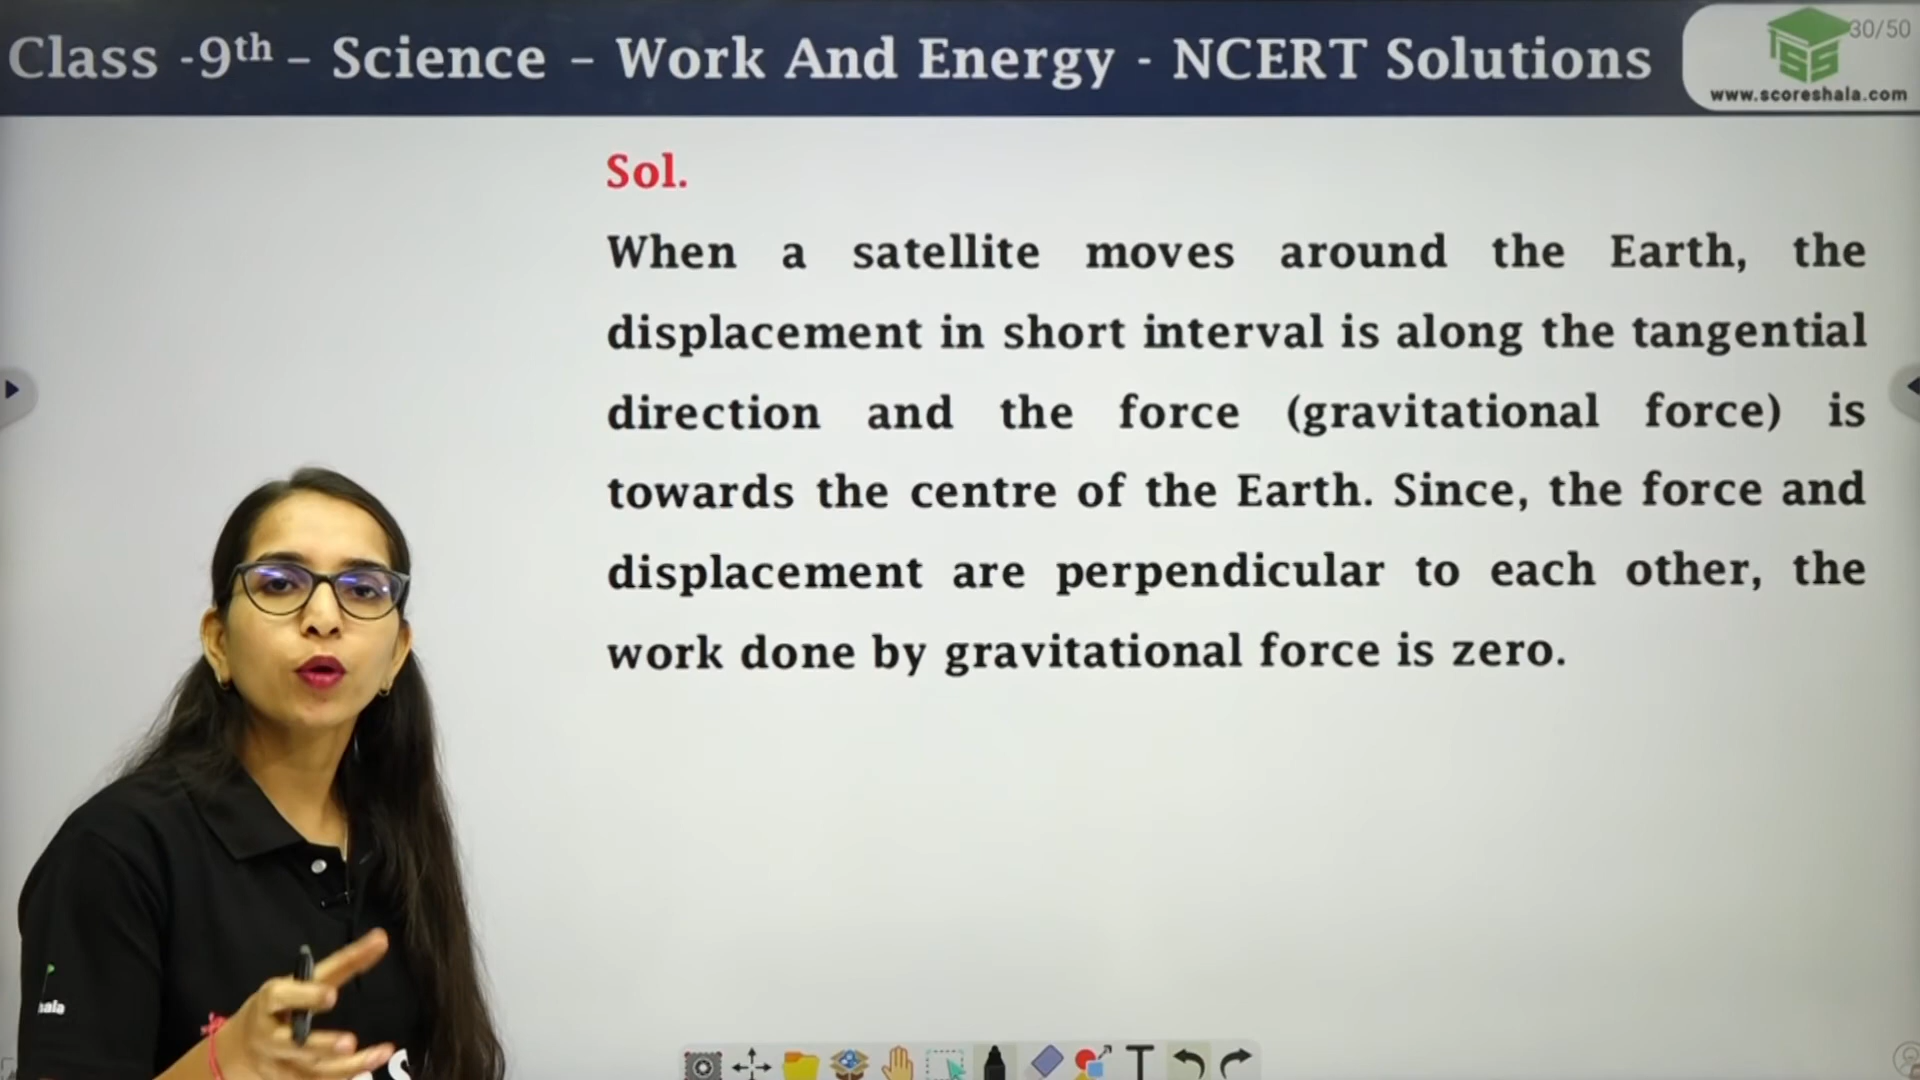 Class -9th – Science – Work And Energy - NCERT Solutions
30/50
www.scoreshala.com
Sol.
When a satellite moves around the Earth, the
displacement in short interval is along the tangential
direction and the force (gravitational force) is
towards the centre of the Earth. Since, the force and
displacement are perpendicular to each other, the
work done by gravitational force is zero.
hala
T